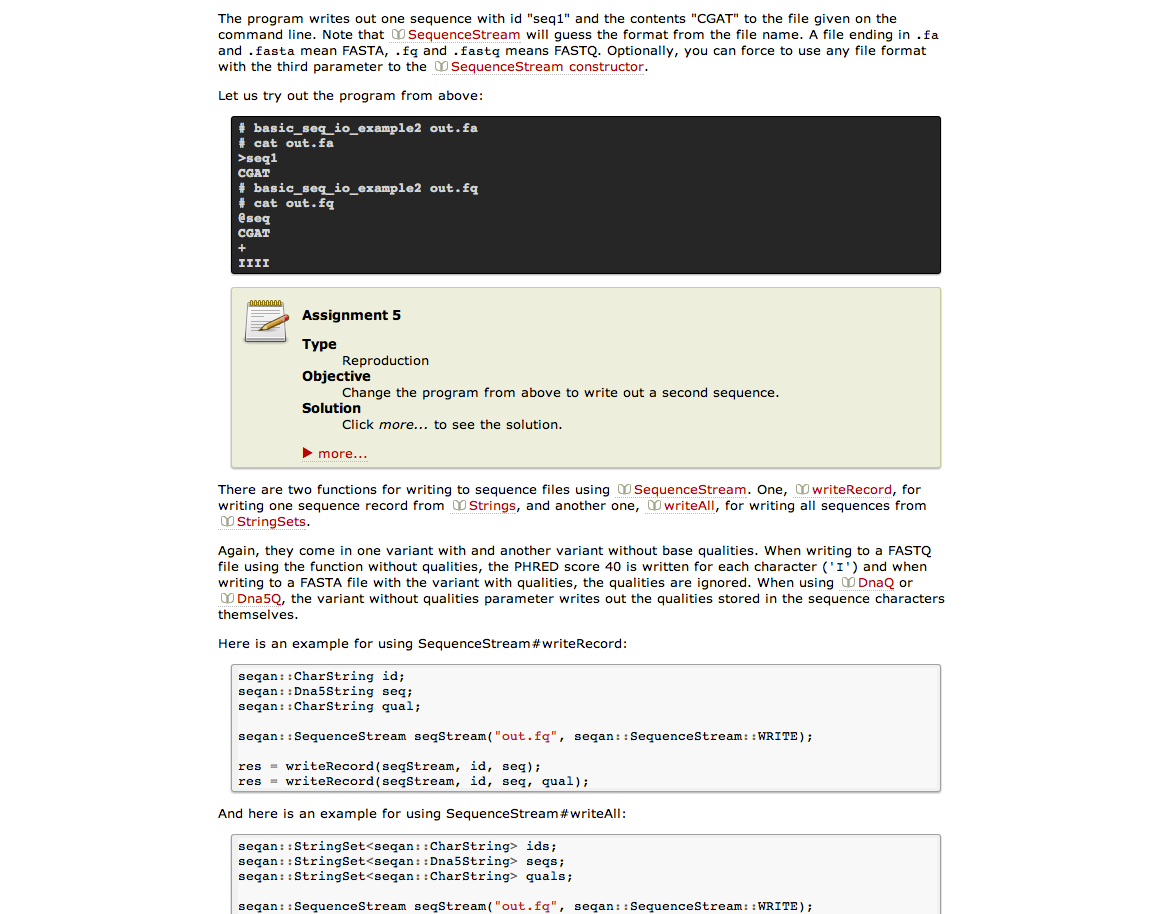 The program writes out one sequence with id "seq1" and the contents "CGAT" to the file given on the
command line. Note that SequenceStream will guess the format from the file name. A file ending in .fa
and .fasta mean FASTA, .fq and .fastq means FASTQ. Optionally, you can force to use any file format
with the third parameter to the SequenceStream constructor.
Let us try out the program from above:
# basic_seq_io_example2 out.fa
# cat out.fa
>seq1
CGAT
# basic_seq_io_example2 out.fq
# cat out.fq
@seq
CGAT
+
IIII
Assignment 5
Type
Reproduction
Objective
Change the program from above to write out a second sequence.
Solution
Click more... to see the solution.
more...
There are two functions for writing to sequence files using SequenceStream. One, writeRecord, for
writing one sequence record from Strings, and another one, writeAll, for writing all sequences from
StringSets.
Again, they come in one variant with and another variant without base qualities. When writing to a FASTQ
file using the function without qualities, the PHRED score 40 is written for each character ('I') and when
writing to a FASTA file with the variant with qualities, the qualities are ignored. When using DnaQ or
Dna5Q, the variant without qualities parameter writes out the qualities stored in the sequence characters
themselves.
Here is an example for using SequenceStream#writeRecord:
seqan::CharString id;
seqan::Dna5String seq;
seqan::CharString qual;
seqan::SequenceStream seqStream("out.fq", seqan::SequenceStream::WRITE);
res = writeRecord(seqStream, id, seq);
res = writeRecord(seqStream, id, seq, qual);
And here is an example for using SequenceStream#writeAll:
seqan::StringSet<seqan::CharString> ids;
seqan::StringSet<seqan::Dna5String> seqs;
seqan::StringSet<seqan::CharString> quals;
seqan::SequenceStream seqStream("out.fq", seqan::SequenceStream::WRITE);